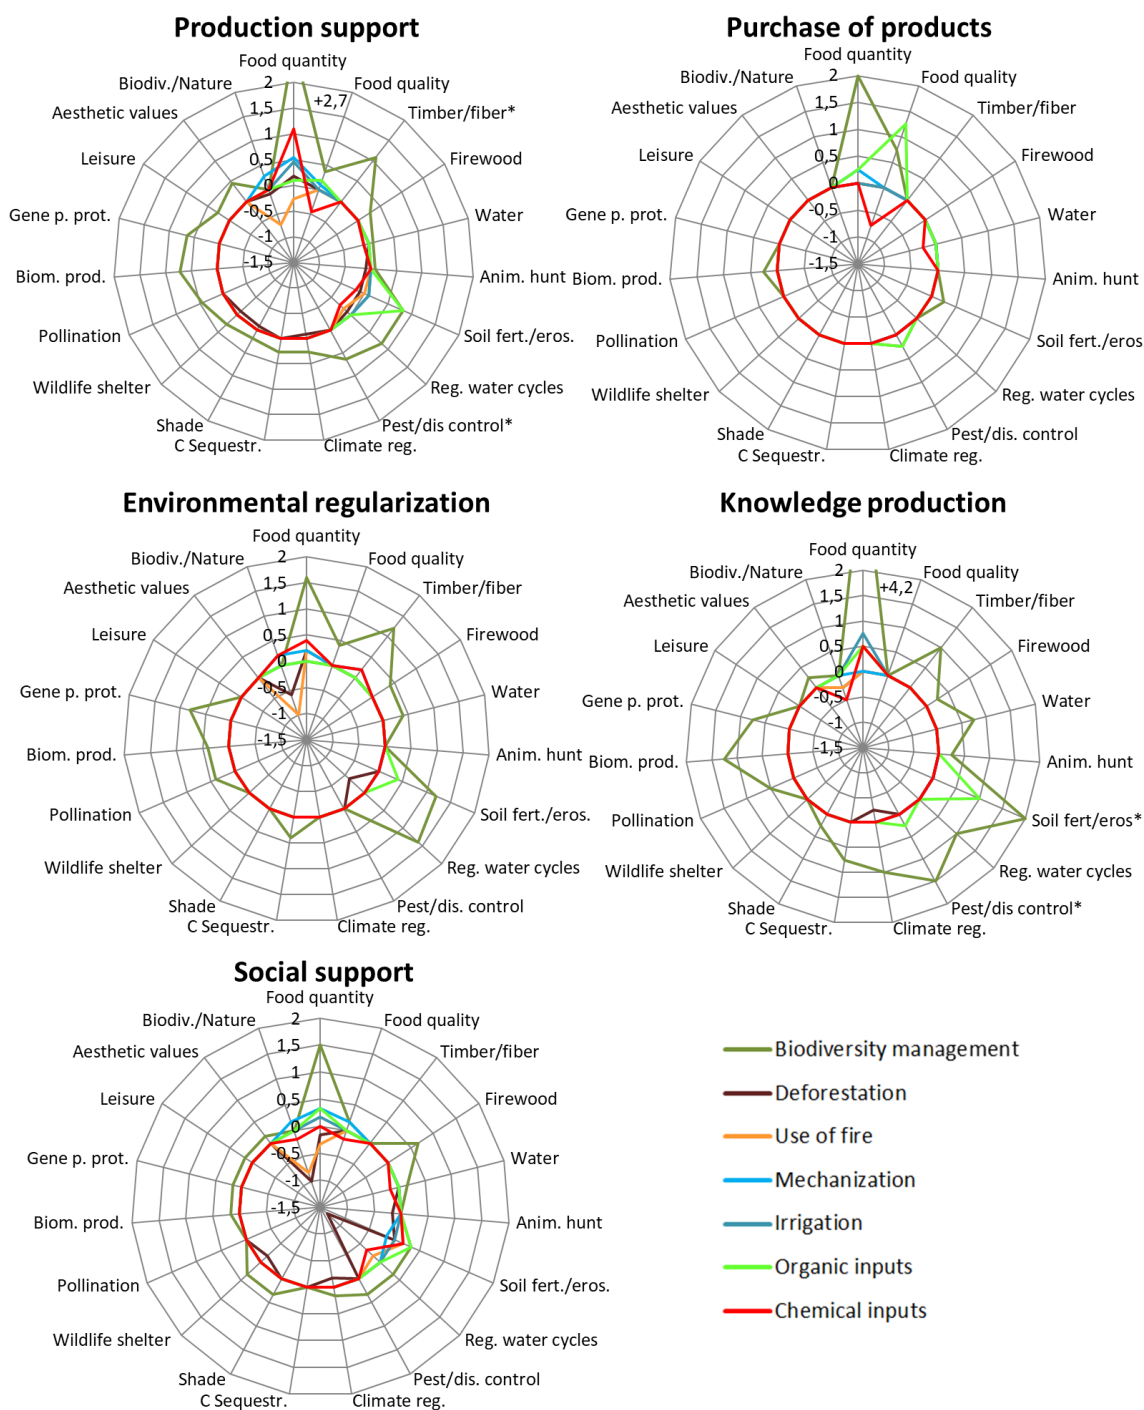 Production support
Food quantity
Food quality
Timber/fiber*
Firewood
Water
Anim. hunt
Soil fert./eros.
Reg. water cycles
Pest/dis control*
Climate reg.
C Sequestr.
Shade
Wildlife shelter
Pollination
Biom. prod.
Gene p. prot.
Leisure
Aesthetic values
Biodiv./Nature
2
1,5
1
0,5
0
-0,5
-1
-1,5
+2,7
Purchase of products
Food quantity
Food quality
Timber/fiber
Firewood
Water
Anim. hunt
Soil fert./eros
Reg. water cycles
Pest/dis. control
Climate reg.
C Sequestr.
Shade
Wildlife shelter
Pollination
Biom. prod.
Gene p. prot.
Leisure
Aesthetic values
Biodiv./Nature
2
1,5
1
0,5
0
-0,5
-1
-1,5
Environmental regularization
Food quantity
Food quality
Timber/fiber
Firewood
Water
Anim. hunt
Soil fert./eros.
Reg. water cycles
Pest/dis. control
Climate reg.
C Sequestr.
Shade
Wildlife shelter
Pollination
Biom. prod.
Gene p. prot.
Leisure
Aesthetic values
Biodiv./Nature
2
1,5
1
0,5
0
-0,5
-1
-1,5
Knowledge production
Food quantity
Food quality
Timber/fiber
Firewood
Water
Anim. hunt
Soil fert/eros*
Reg. water cycles
Pest/dis control*
Climate reg.
C Sequestr.
Shade
Wildlife shelter
Pollination
Biom. prod.
Gene p. prot.
Leisure
Aesthetic values
Biodiv./Nature
2
1,5
1
0,5
0
-0,5
-1
-1,5
+4,2
Social support
Food quantity
Food quality
Timber/fiber
Firewood
Water
Anim. hunt
Soil fert./eros.
Reg. water cycles
Pest/dis. control
Climate reg.
C Sequestr.
Shade
Wildlife shelter
Pollination
Biom. prod.
Gene p. prot.
Leisure
Aesthetic values
Biodiv./Nature
2
1,5
1
0,5
0
-0,5
-1
-1,5
Biodiversity management
Deforestation
Use of fire
Mechanization
Irrigation
Organic inputs
Chemical inputs